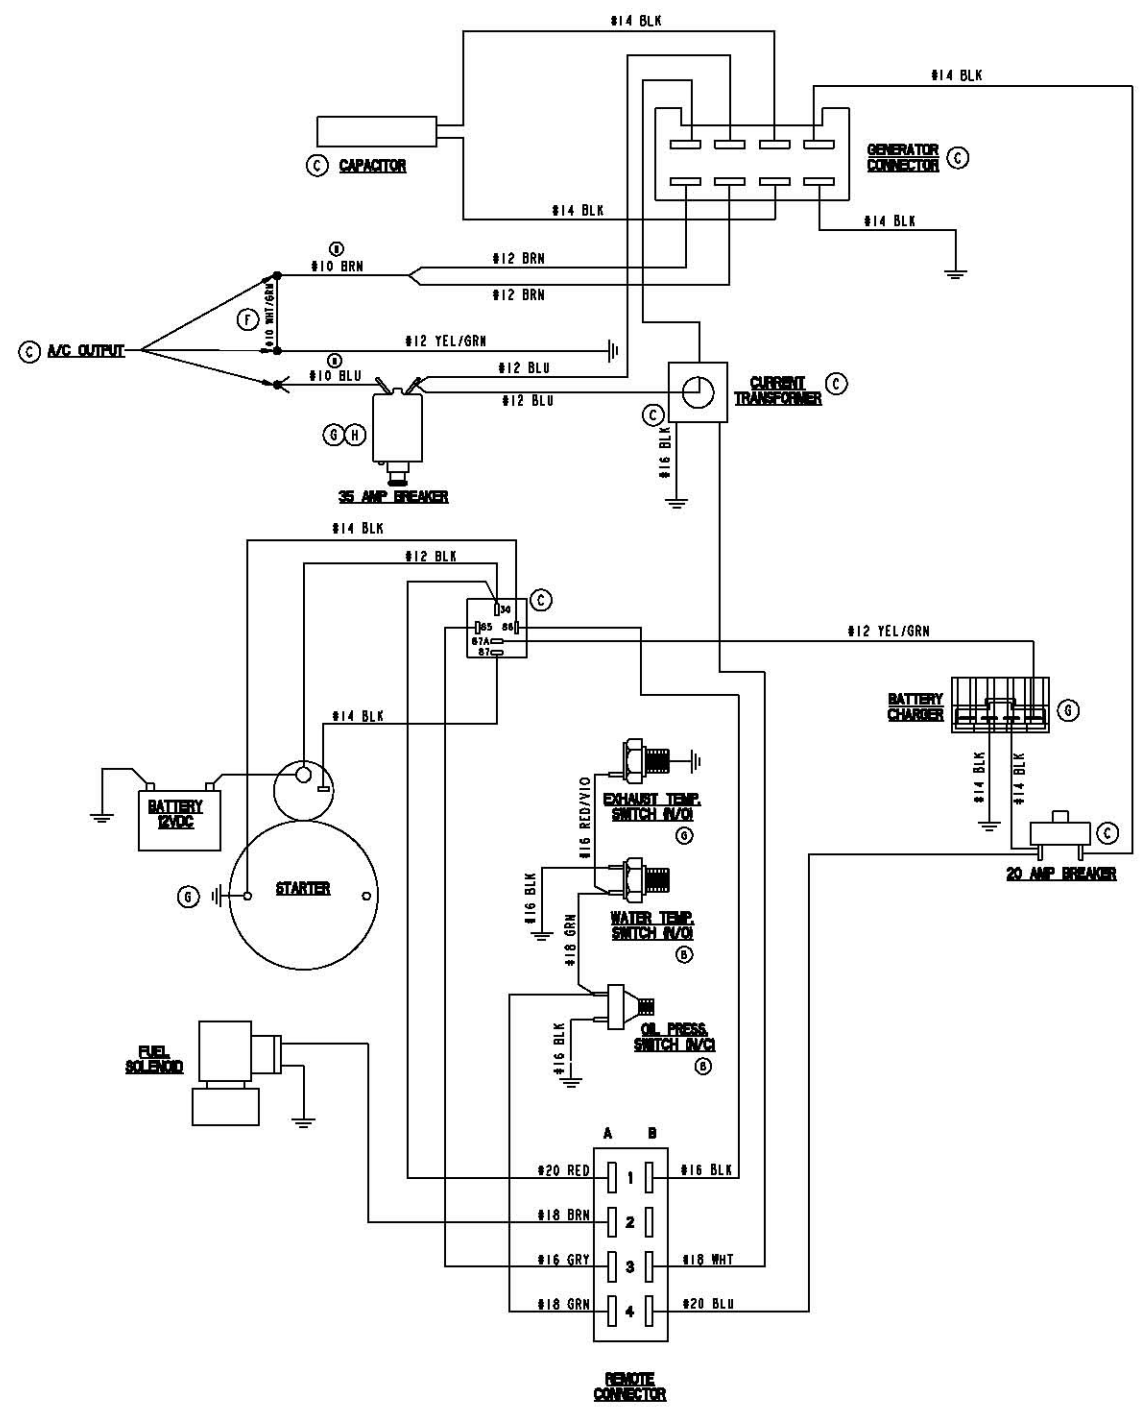 #14 BLK
#14 BLK
C CAPACITOR
GENERATOR
CONNECTOR C
#14 BLK
#14 BLK
#10 BRN
#12 BRN
#12 BRN
#10 WHT/GRN
F
C A/C OUTPUT
#12 YEL/GRN
#10 BLU
#12 BLU
#12 BLU
CURRENT
TRANSFORMER C
C
G H
#16 BLK
35 AMP BREAKER
#14 BLK
#12 BLK
C
30
85 86
87A
87
#12 YEL/GRN
BATTERY
CHARGER
G
#14 BLK
#14 BLK
#14 BLK
BATTERY
12VDC
EXHAUST TEMP.
SWITCH (N/O)
G
#16 RED/VIO
C
20 AMP BREAKER
STARTER
G
#16 BLK
WATER TEMP.
SWITCH (N/O)
B
#18 GRN
OIL PRESS.
SWITCH (N/C)
B
#16 BLK
FUEL
SOLENOID
A B
#20 RED 1 #16 BLK
#18 BRN 2
#16 GRY 3 #18 WHT
#18 GRN 4 #20 BLU
REMOTE
CONNECTOR